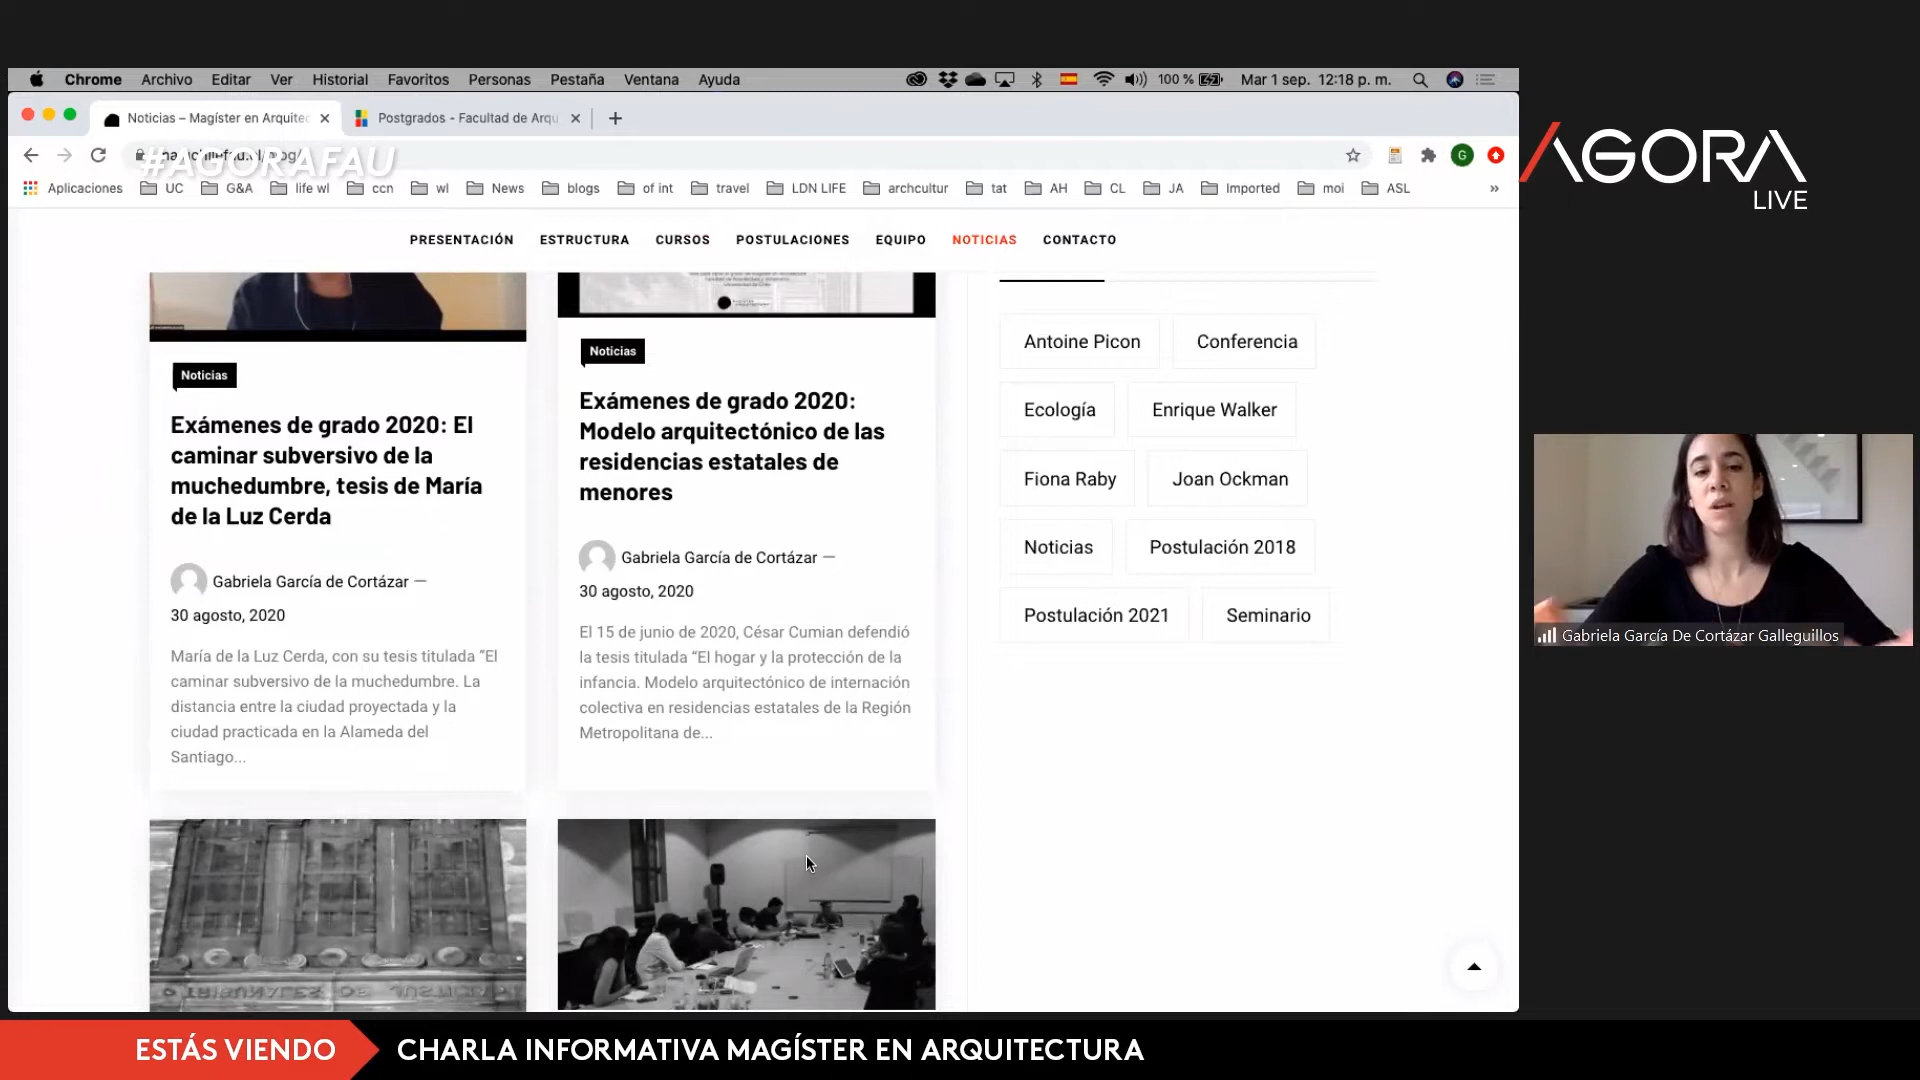 Chrome Archivo Editar Ver Historial Favoritos Personas Pestaña Ventana Ayuda 100 % Mar 1 sep. 12:18 p. m.
Noticias – Magíster en Arquitec
Postgrados - Facultad de Arqu
#AGORAFAU
Aplicaciones UC G&A life wl ccn wl News blogs of int travel LDN LIFE archcultur tat AH CL JA Imported moi ASL »
G
AGORA
LIVE
PRESENTACIÓN ESTRUCTURA CURSOS POSTULACIONES EQUIPO NOTICIAS CONTACTO
Noticias
Exámenes de grado 2020: El
caminar subversivo de la
muchedumbre, tesis de María
de la Luz Cerda
Gabriela García de Cortázar —
30 agosto, 2020
María de la Luz Cerda, con su tesis titulada “El
caminar subversivo de la muchedumbre. La
distancia entre la ciudad proyectada y la
ciudad practicada en la Alameda del
Santiago...
Noticias
Exámenes de grado 2020:
Modelo arquitectónico de las
residencias estatales de
menores
Gabriela García de Cortázar —
30 agosto, 2020
El 15 de junio de 2020, César Cumian defendió
la tesis titulada “El hogar y la protección de la
infancia. Modelo arquitectónico de internación
colectiva en residencias estatales de la Región
Metropolitana de...
Antoine Picon Conferencia
Ecología Enrique Walker
Fiona Raby Joan Ockman
Noticias Postulación 2018
Postulación 2021 Seminario
Gabriela García De Cortázar Galleguillos
TRIBUNALES DE JUSTICIA
ESTÁS VIENDO CHARLA INFORMATIVA MAGÍSTER EN ARQUITECTURA